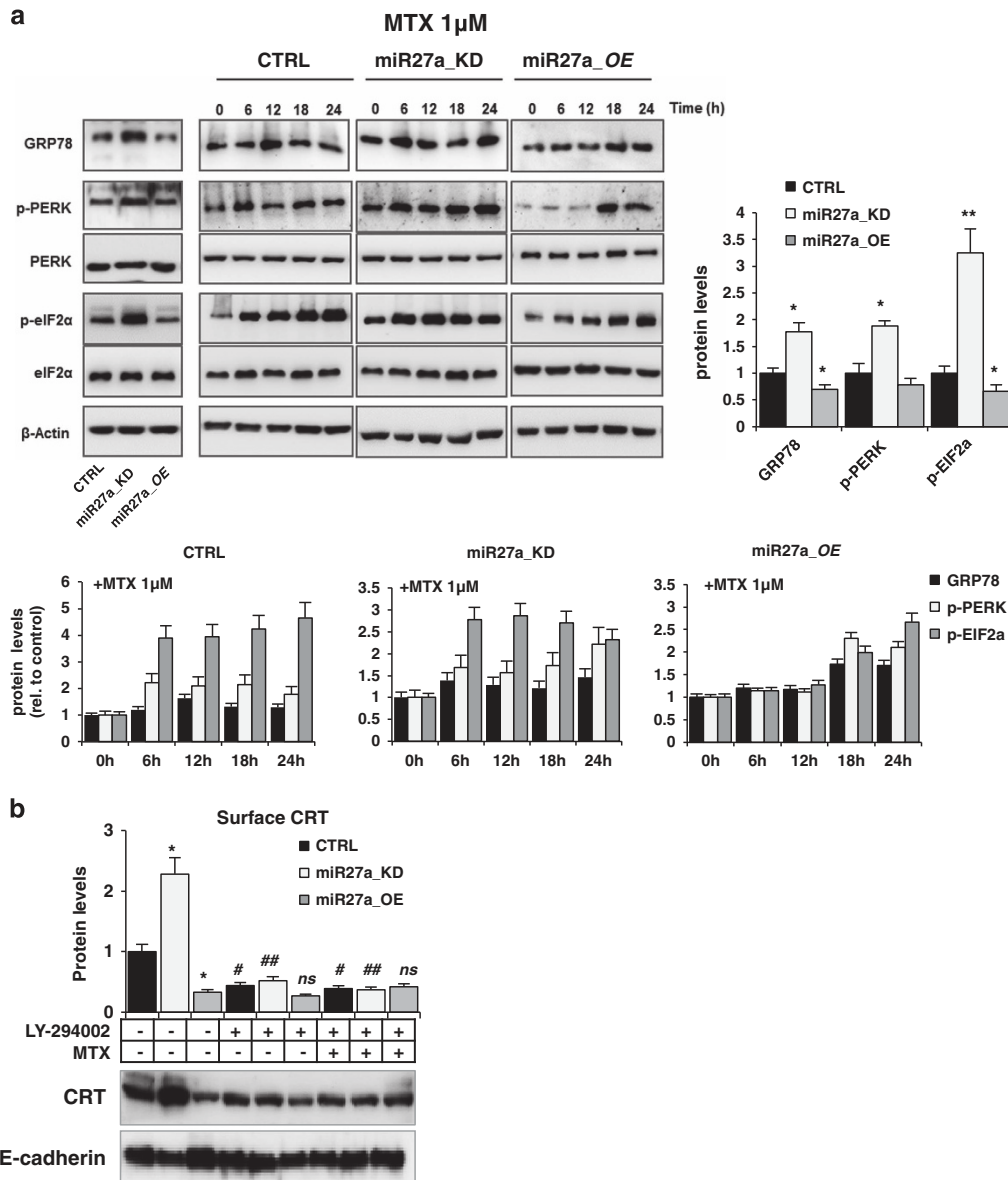 a
MTX 1µM
CTRL miR27a_KD miR27a_OE
0 6 12 18 24 0 6 12 18 24 0 6 12 18 24 Time (h)
GRP78
p-PERK
PERK
p-eIF2α
eIF2α
β-Actin
CTRL
miR27a_KD
miR27a_OE
CTRL
miR27a_KD
miR27a_OE
protein levels
4
3.5
3
2.5
2
1.5
1
0.5
0
* * ** * *
GRP78 p-PERK p-EIF2a
CTRL
+MTX 1µM
protein levels
(rel. to control)
6
5
4
3
2
1
0
0h 6h 12h 18h 24h
miR27a_KD
+MTX 1µM
3.5
3
2.5
2
1.5
1
0.5
0
0h 6h 12h 18h 24h
miR27a_OE
+MTX 1µM
3.5
3
2.5
2
1.5
1
0.5
0
0h 6h 12h 18h 24h
GRP78
p-PERK
p-EIF2a
b
Surface CRT
CTRL
miR27a_KD
miR27a_OE
Protein levels
3
2
1
0
* * # ## ns # ## ns
LY-294002 - - - + + + + + +
MTX - - - - - - + + +
CRT
E-cadherin